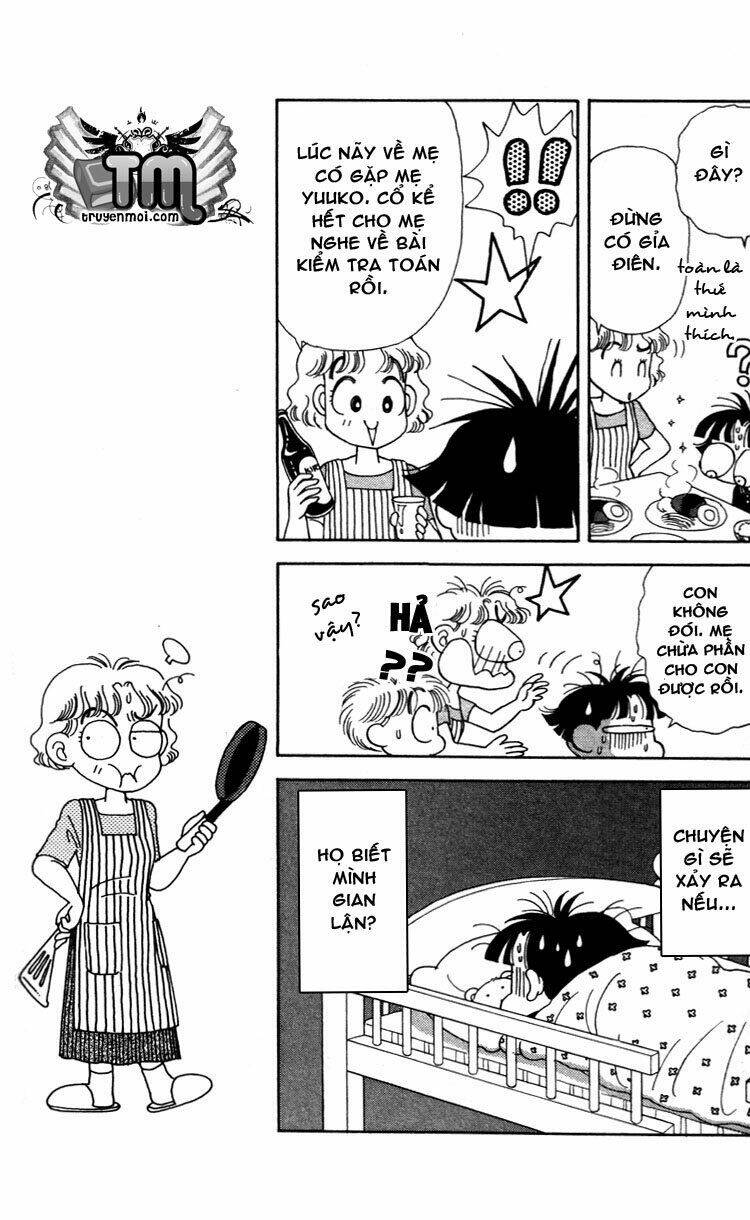 TM
truyenmoi.com
GÌ
ĐÂY?
toàn là
thứ
mình
thích.
ĐỪNG
CÓ GIẢ
ĐIÊN.
!!
LÚC NÃY VỀ MẸ
CÓ GẶP MẸ
YUUKO. CỔ KỂ
HẾT CHO MẸ
NGHE VỀ BÀI
KIỂM TRA TOÁN
RỒI.
CON
KHÔNG
ĐÓI. MẸ
CHỪA PHẦN
CHO CON
ĐƯỢC RỒI.
HẢ
??
sao
vậy?
CHUYỆN
GÌ SẼ
XẢY RA
NẾU...
HỌ BIẾT
MÌNH
GIAN
LẬN?